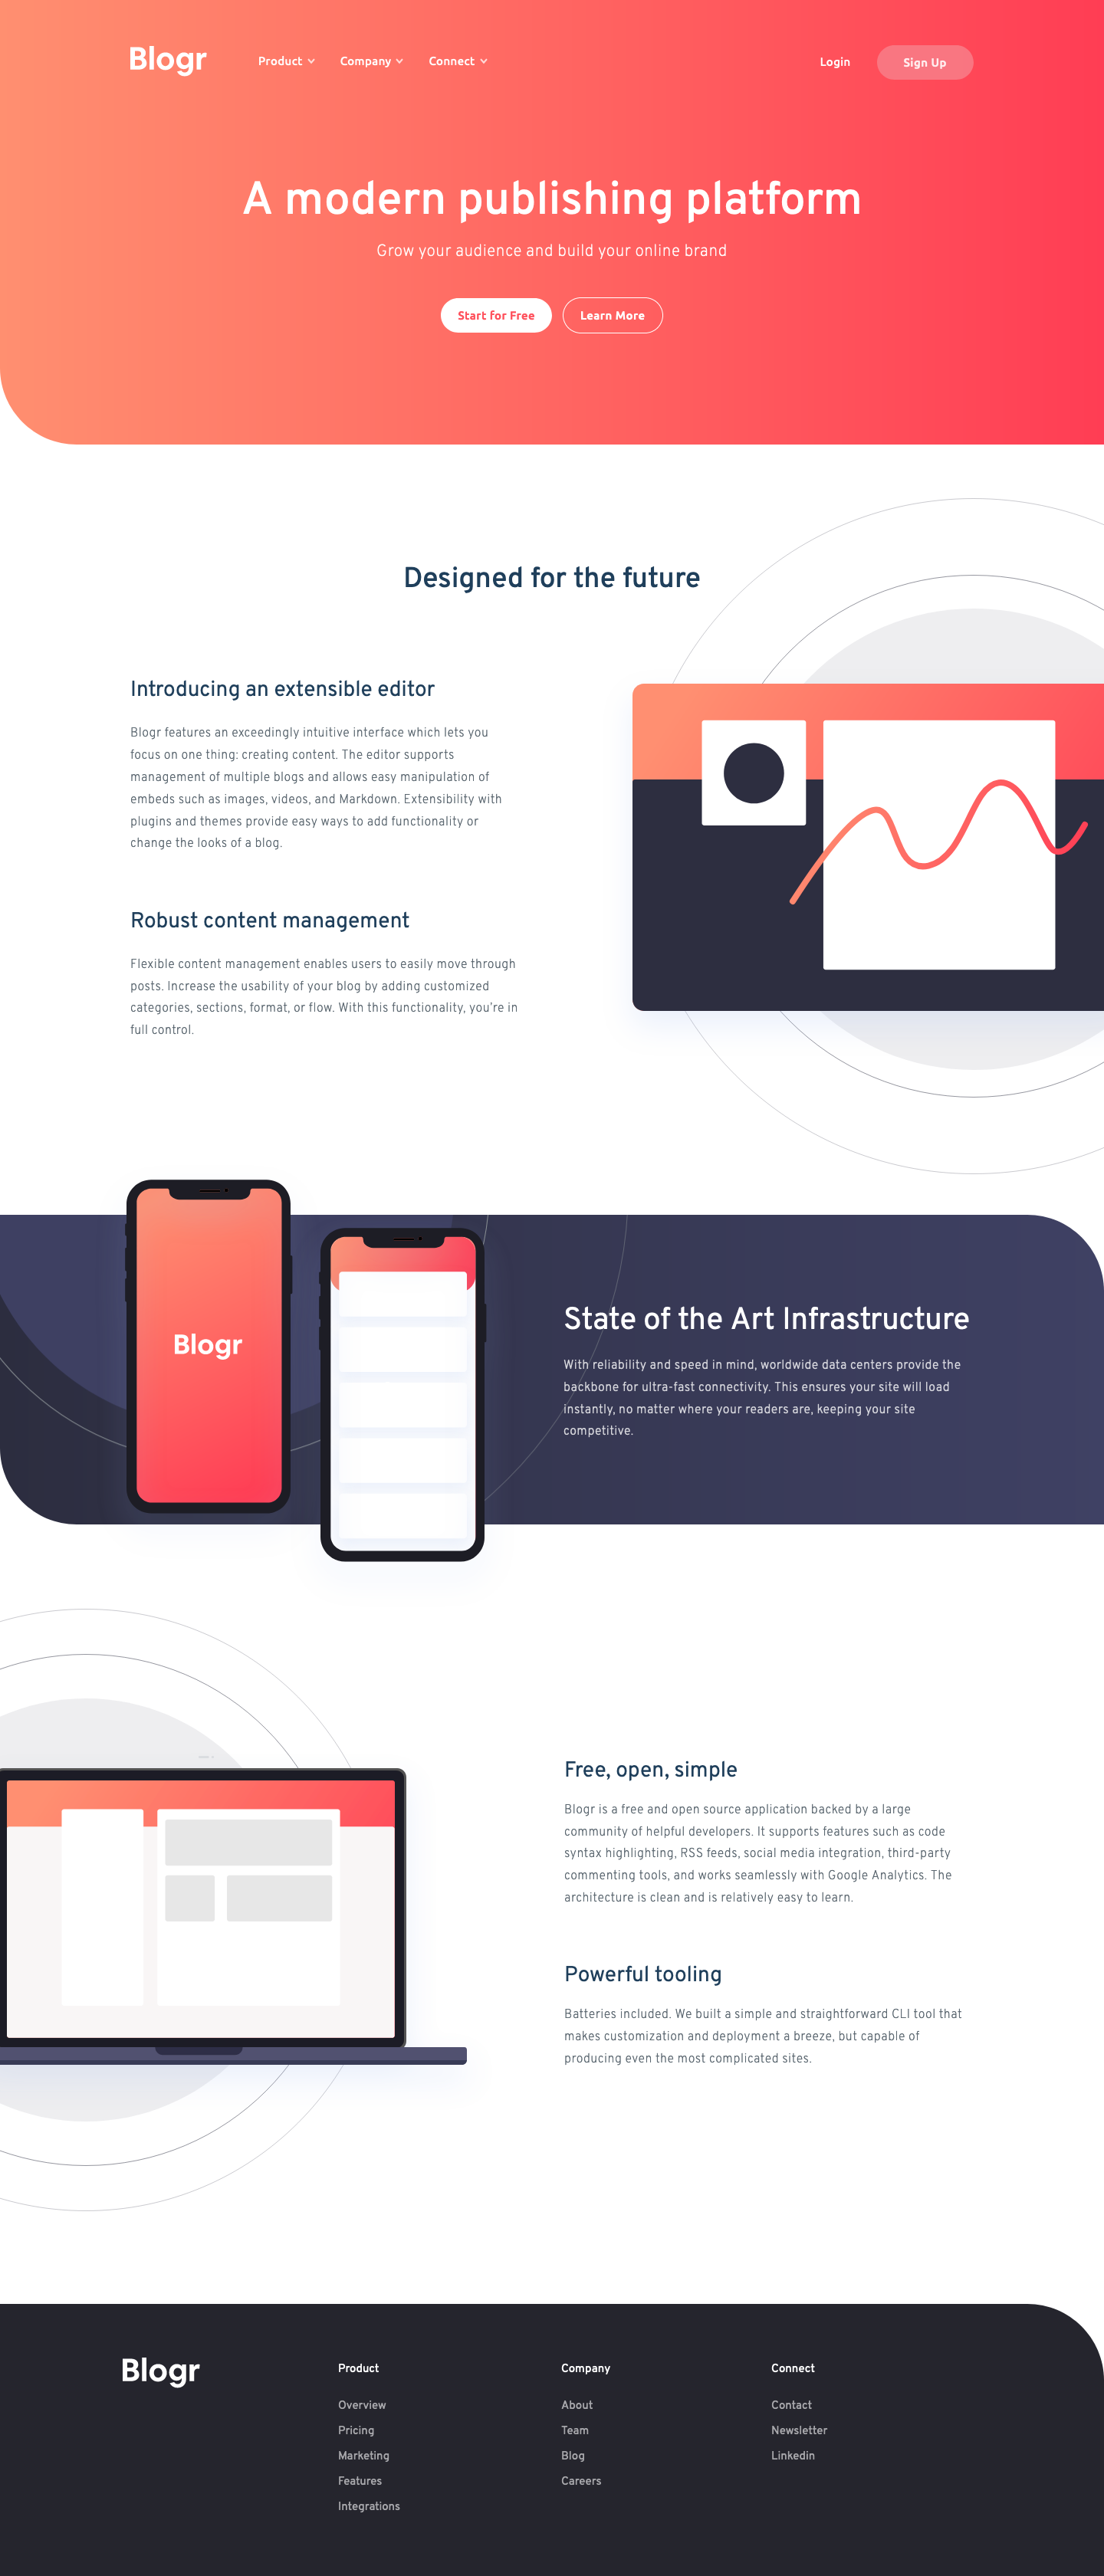 Blogr
Product
Company
Connect
Login
Sign Up
A modern publishing platform
Grow your audience and build your online brand
Start for Free
Learn More
Designed for the future
Introducing an extensible editor
Blogr features an exceedingly intuitive interface which lets you
focus on one thing: creating content. The editor supports
management of multiple blogs and allows easy manipulation of
embeds such as images, videos, and Markdown. Extensibility with
plugins and themes provide easy ways to add functionality or
change the looks of a blog.
Robust content management
Flexible content management enables users to easily move through
posts. Increase the usability of your blog by adding customized
categories, sections, format, or flow. With this functionality, you're in
full control.
Blogr
State of the Art Infrastructure
With reliability and speed in mind, worldwide data centers provide the
backbone for ultra-fast connectivity. This ensures your site will load
instantly, no matter where your readers are, keeping your site
competitive.
Free, open, simple
Blogr is a free and open source application backed by a large
community of helpful developers. It supports features such as code
syntax highlighting, RSS feeds, social media integration, third-party
commenting tools, and works seamlessly with Google Analytics. The
architecture is clean and is relatively easy to learn.
Powerful tooling
Batteries included. We built a simple and straightforward CLI tool that
makes customization and deployment a breeze, but capable of
producing even the most complicated sites.
Blogr
Product
Overview
Pricing
Marketing
Features
Integrations
Company
About
Team
Blog
Careers
Connect
Contact
Newsletter
Linkedin